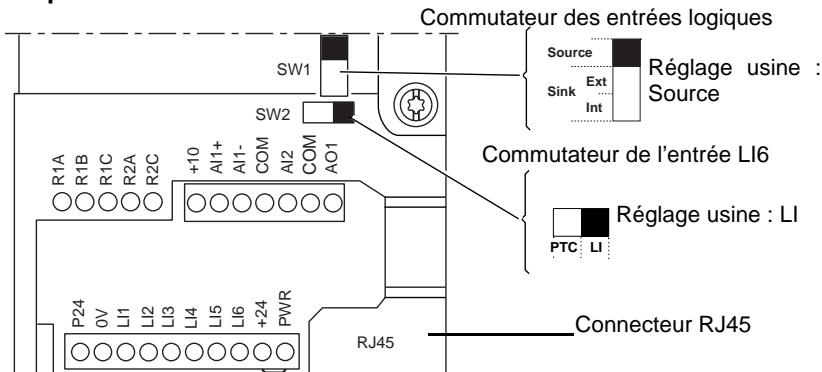 Commutateur des entrées logiques
SW1
Source
Sink
Ext
Int
Réglage usine :
Source
SW2
Commutateur de l'entrée LI6
R1A
R1B
R1C
R2A
R2C
+10
AI1+
AI1-
COM
AI2
COM
AO1
Réglage usine : LI
PTC
LI
P24
0V
LI1
LI2
LI3
LI4
LI5
LI6
+24
PWR
RJ45
Connecteur RJ45